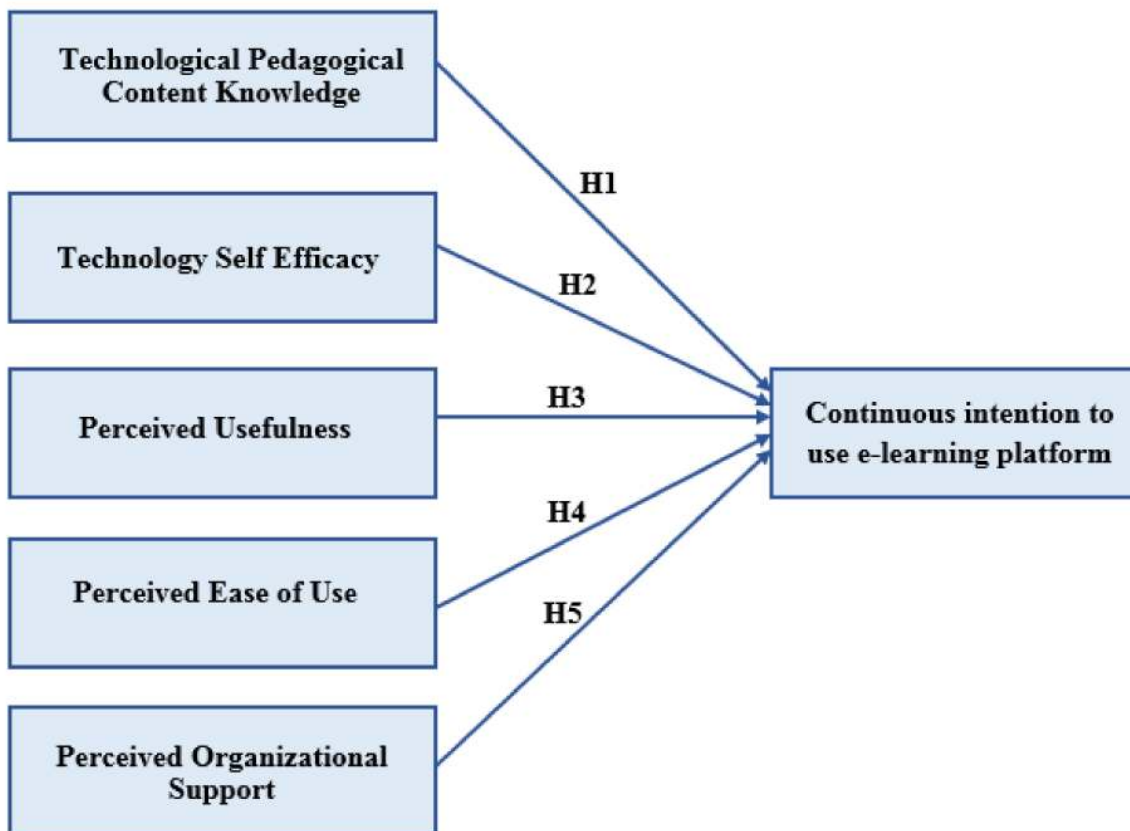 Technological Pedagogical
Content Knowledge
H1
Technology Self Efficacy
H2
Perceived Usefulness
H3
Continuous intention to
use e-learning platform
H4
Perceived Ease of Use
H5
Perceived Organizational
Support